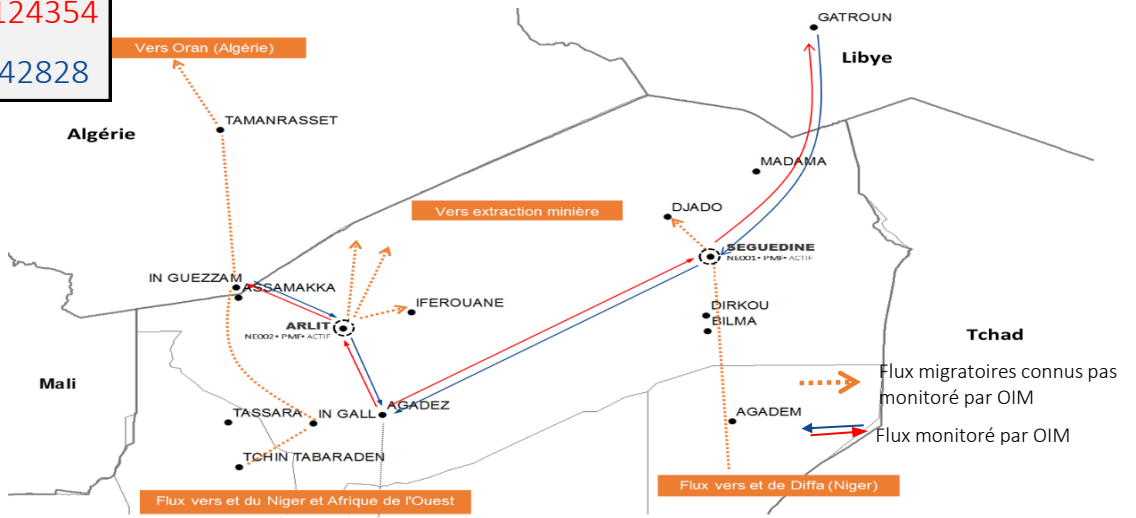 124354
42828
Vers Oran (Algérie)
GATROUN
Libye
TAMANRASSET
Algérie
MADAMA
DJADO
Vers extraction minière
SEGUEDINE
NE001• PMF• ACTIF
IN GUEZZAM
ASSAMAKKA
IFEROUANE
ARLIT
NE002• PMF• ACTIF
DIRKOU
BILMA
Tchad
Mali
Flux migratoires connus pas
monitoré par OIM
Flux monitoré par OIM
AGADEZ
TASSARA
IN GALL
AGADEM
TCHIN TABARADEN
Flux vers et du Niger et Afrique de l'Ouest
Flux vers et de Diffa (Niger)